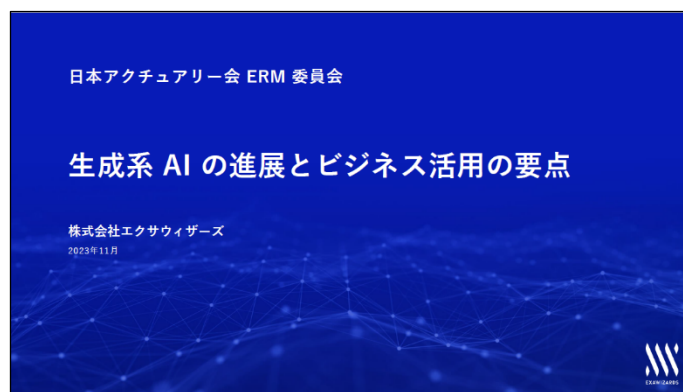 日本アクチュアリー会 ERM 委員会
生成系 AI の進展とビジネス活用の要点
株式会社エクサウィザーズ
2023年11月
EXAWIZARDS